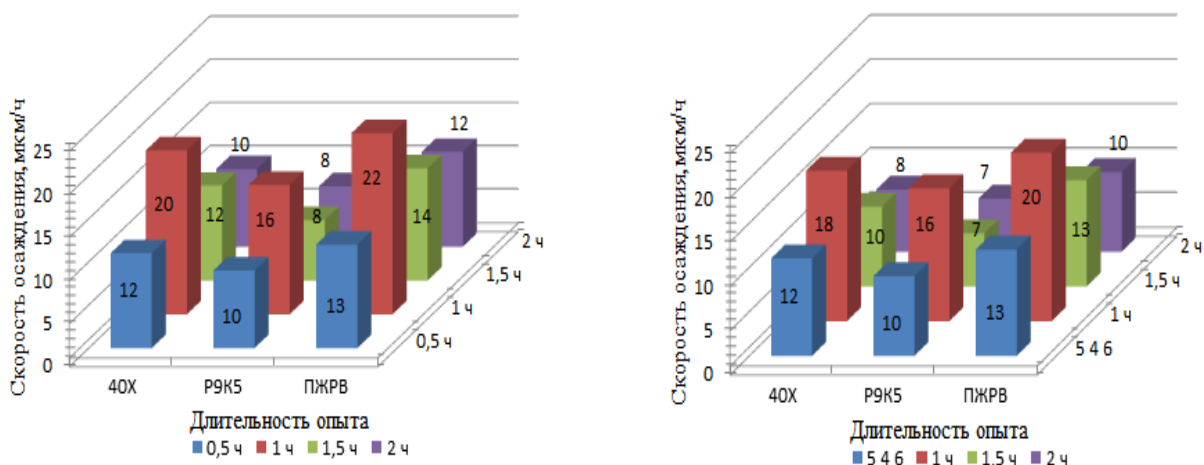 Скорость осаждения, мкм/ч
25
20
15
10
5
0
12
20
12
10
10
16
8
8
13
22
14
12
40Х
Р9К5
ПЖРВ
0,5 ч
1 ч
1,5 ч
2 ч
Длительность опыта
0,5 ч 1 ч 1,5 ч 2 ч
Скорость осаждения, мкм/ч
25
20
15
10
5
0
12
18
10
8
10
16
7
7
13
20
13
10
40Х
Р9К5
ПЖРВ
5 4 6
1 ч
1,5 ч
2 ч
Длительность опыта
5 4 6 1 ч 1,5 ч 2 ч